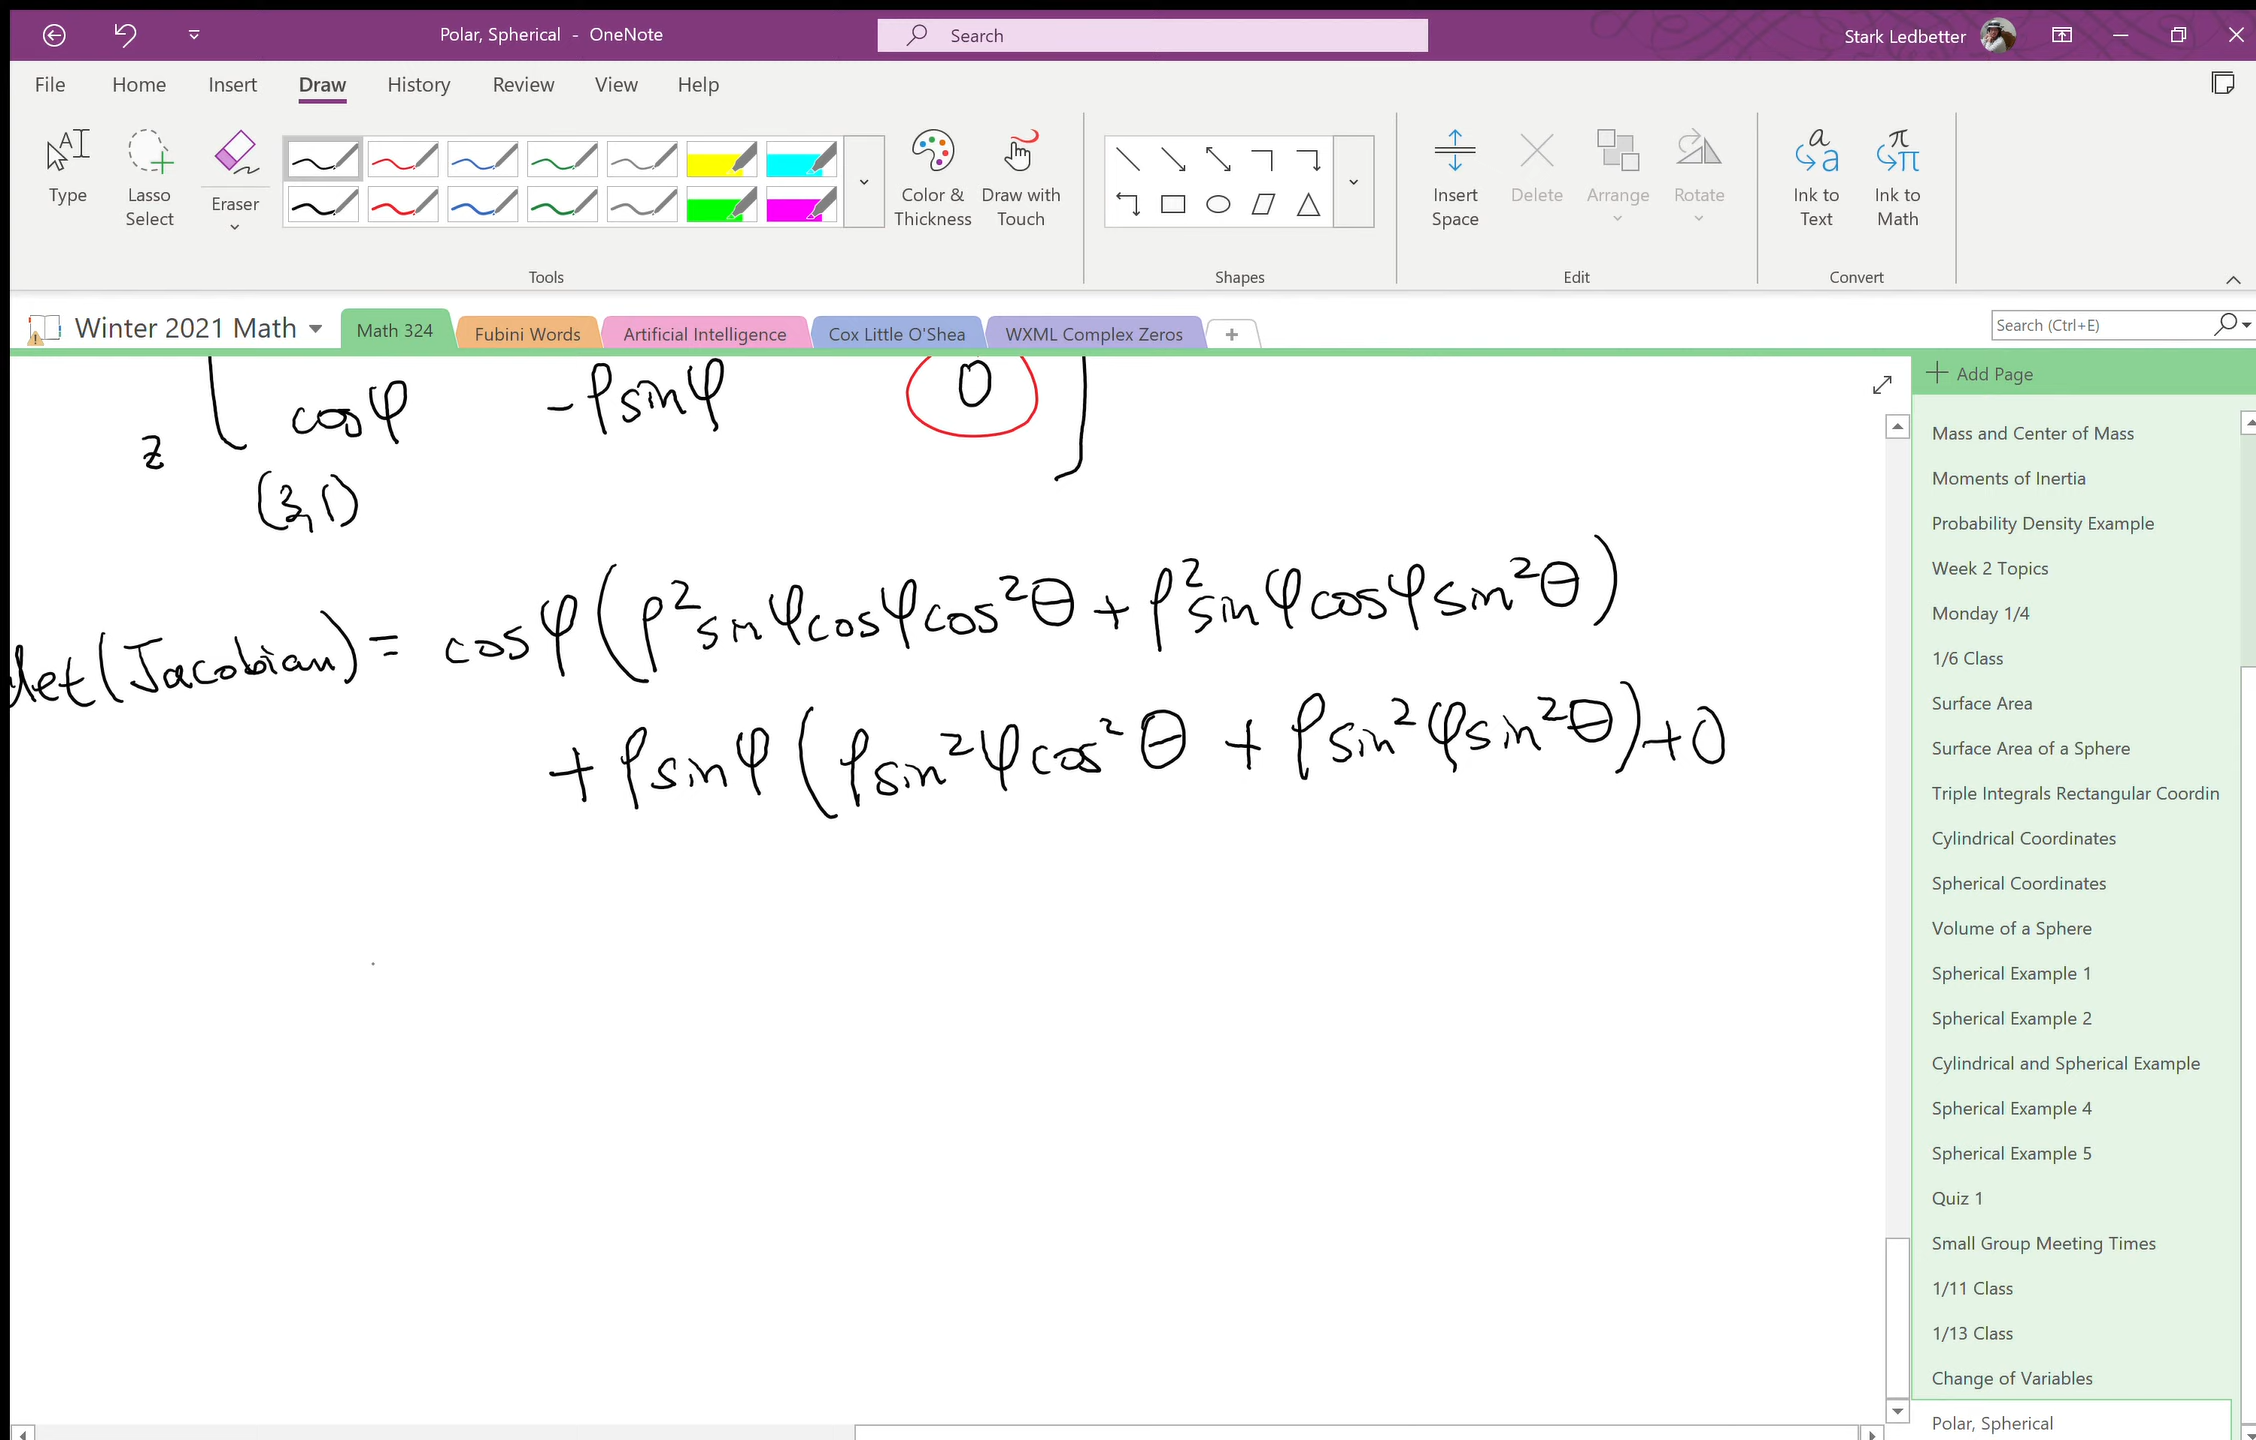 Polar, Spherical - OneNote
Search
Stark Ledbetter
File Home Insert Draw History Review View Help
Type
Lasso Select
Eraser
Color & Thickness
Draw with Touch
Insert Space
Delete
Arrange
Rotate
Ink to Text
Ink to Math
Tools
Shapes
Edit
Convert
Winter 2021 Math
Math 324
Fubini Words
Artificial Intelligence
Cox Little O'Shea
WXML Complex Zeros
+
Search (Ctrl+E)
z [ cosφ -ρsinφ 0 ]
(3,1)
det(Jacobian) = cosφ(ρ²sinφcosφcos²θ + ρ²sinφcosφsin²θ)
+ ρsinφ(ρsin²φcos²θ + ρsin²φsin²θ)+0
Add Page
Mass and Center of Mass
Moments of Inertia
Probability Density Example
Week 2 Topics
Monday 1/4
1/6 Class
Surface Area
Surface Area of a Sphere
Triple Integrals Rectangular Coordin
Cylindrical Coordinates
Spherical Coordinates
Volume of a Sphere
Spherical Example 1
Spherical Example 2
Cylindrical and Spherical Example
Spherical Example 4
Spherical Example 5
Quiz 1
Small Group Meeting Times
1/11 Class
1/13 Class
Change of Variables
Polar, Spherical